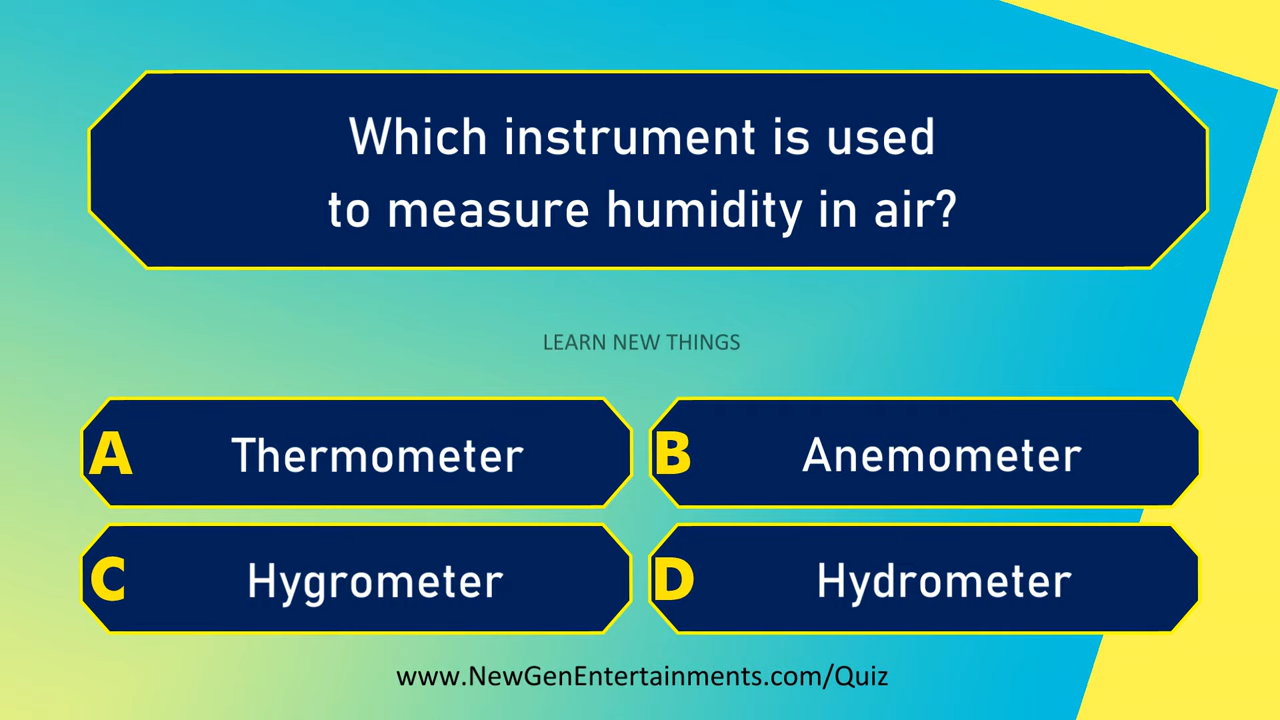 Which instrument is used
to measure humidity in air?
LEARN NEW THINGS
A Thermometer
B Anemometer
C Hygrometer
D Hydrometer
www.NewGenEntertainments.com/Quiz